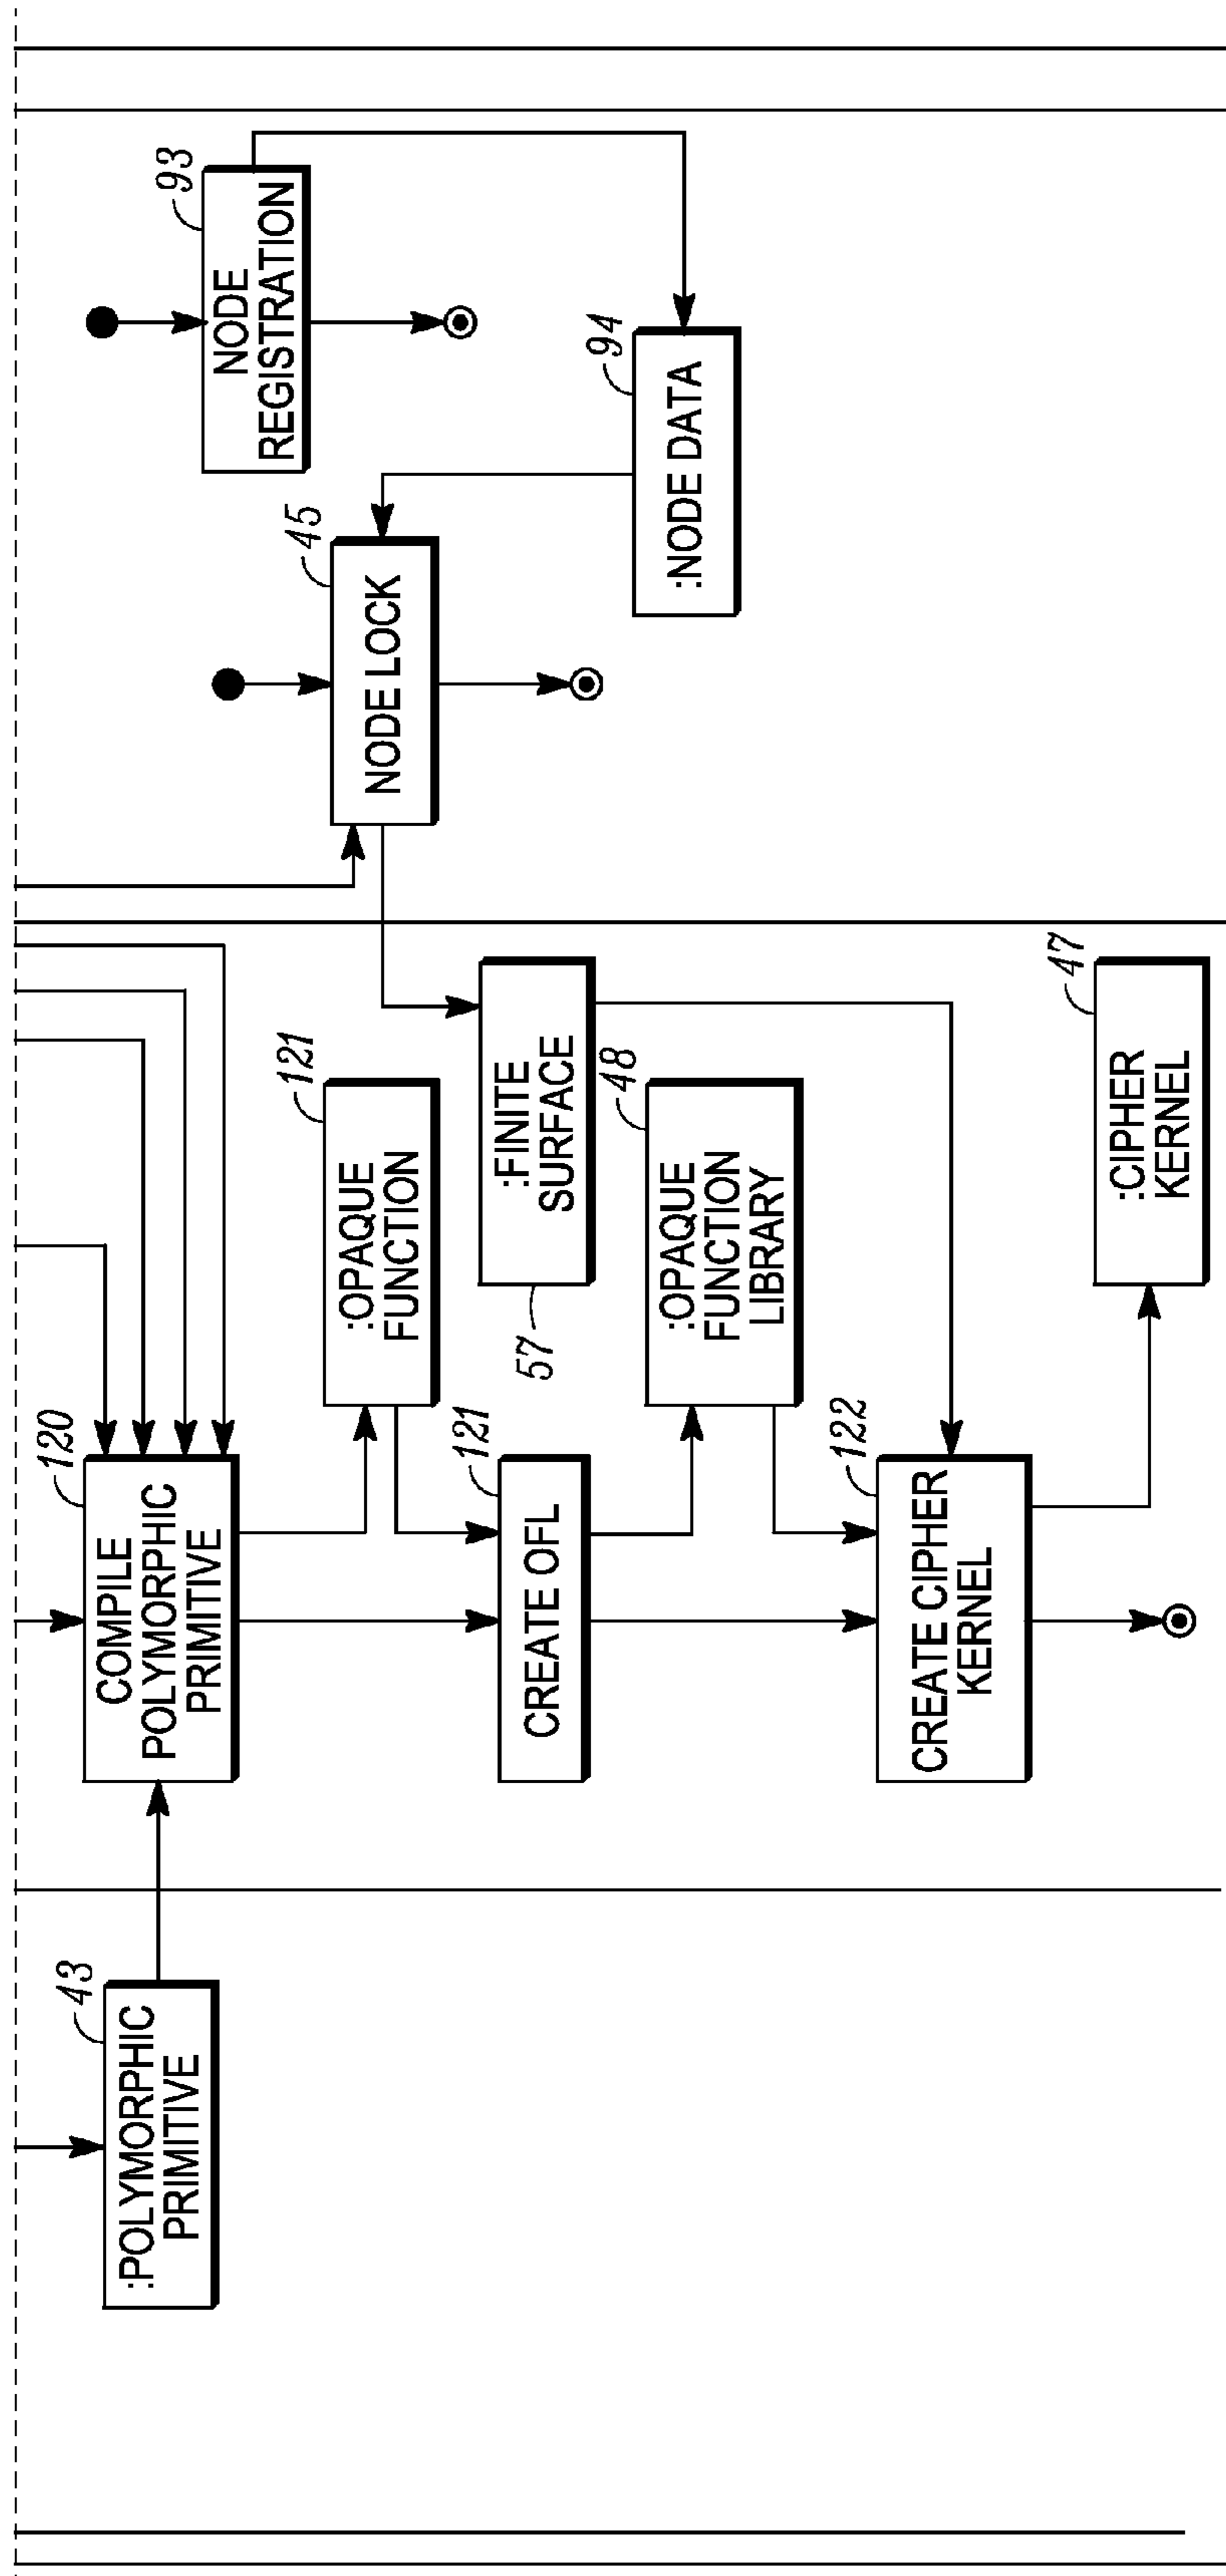 43
:POLYMORPHIC
PRIMITIVE
120
COMPILE
POLYMORPHIC
PRIMITIVE
121
:OPAQUE
FUNCTION
121
CREATE OFL
57
:FINITE
SURFACE
48
:OPAQUE
FUNCTION
LIBRARY
122
CREATE CIPHER
KERNEL
47
:CIPHER
KERNEL
45
NODE LOCK
93
NODE
REGISTRATION
94
:NODE DATA